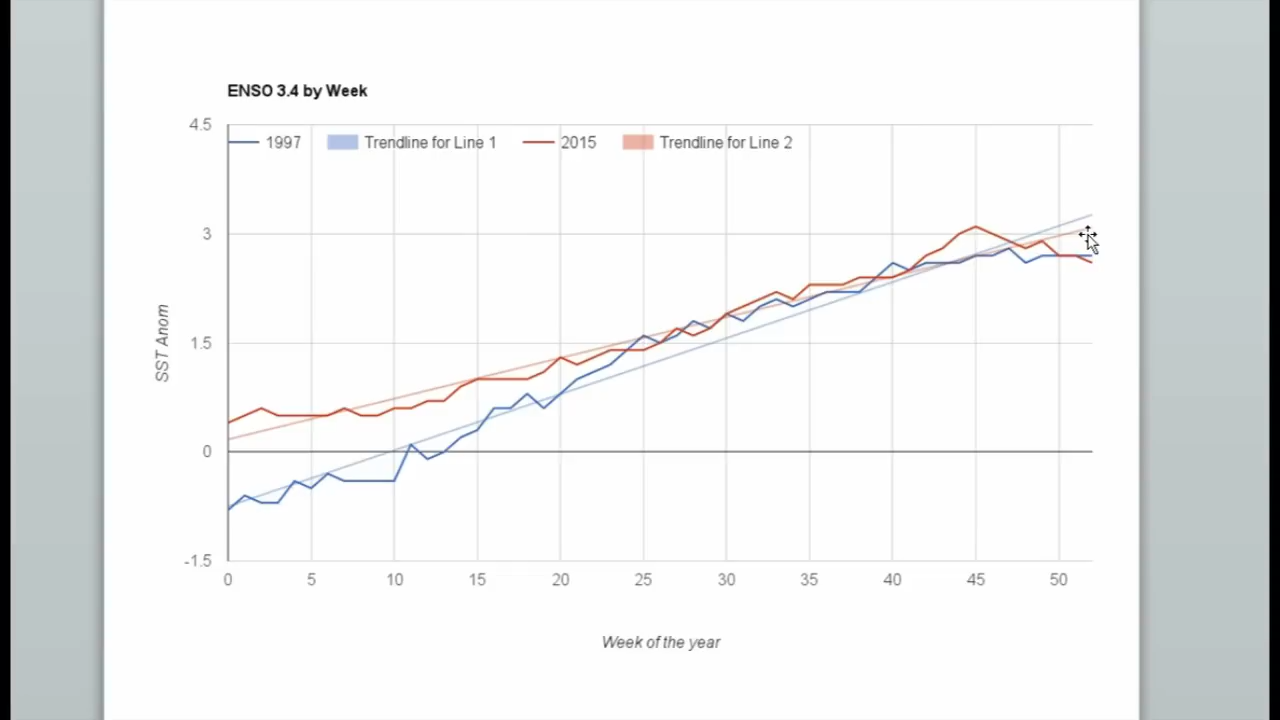 ENSO 3.4 by Week
4.5
1997 Trendline for Line 1 2015 Trendline for Line 2
3
SST Anom
1.5
0
-1.5
0 5 10 15 20 25 30 35 40 45 50
Week of the year